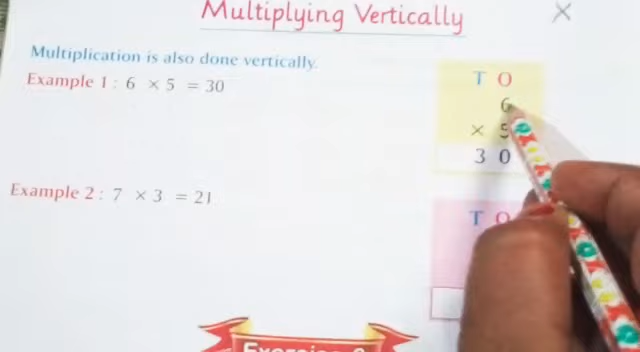 Multiplying Vertically
×
Multiplication is also done vertically.
Example 1 : 6 × 5 = 30
T O
6
× 5
3 0
Example 2 : 7 × 3 = 21
T O